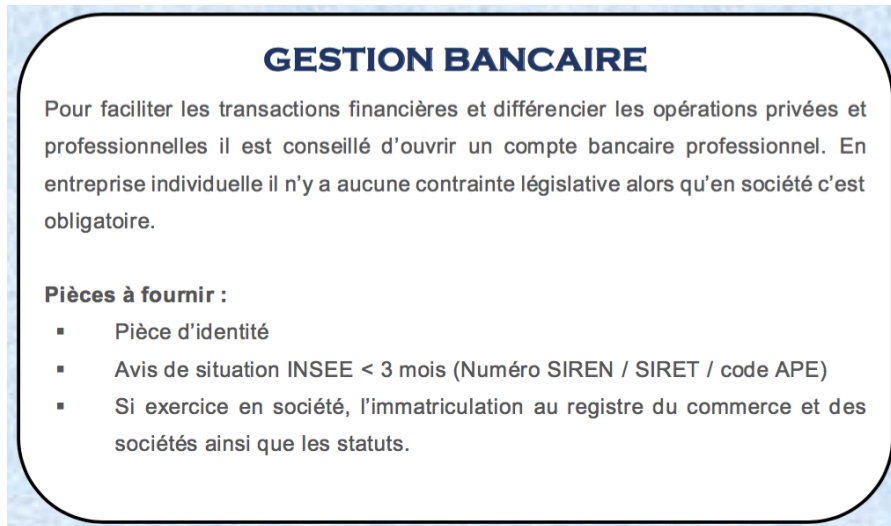 GESTION BANCAIRE
Pour faciliter les transactions financières et différencier les opérations privées et
professionnelles il est conseillé d’ouvrir un compte bancaire professionnel. En
entreprise individuelle il n’y a aucune contrainte législative alors qu’en société c’est
obligatoire.
Pièces à fournir :
▪ Pièce d’identité
▪ Avis de situation INSEE < 3 mois (Numéro SIREN / SIRET / code APE)
▪ Si exercice en société, l’immatriculation au registre du commerce et des
sociétés ainsi que les statuts.